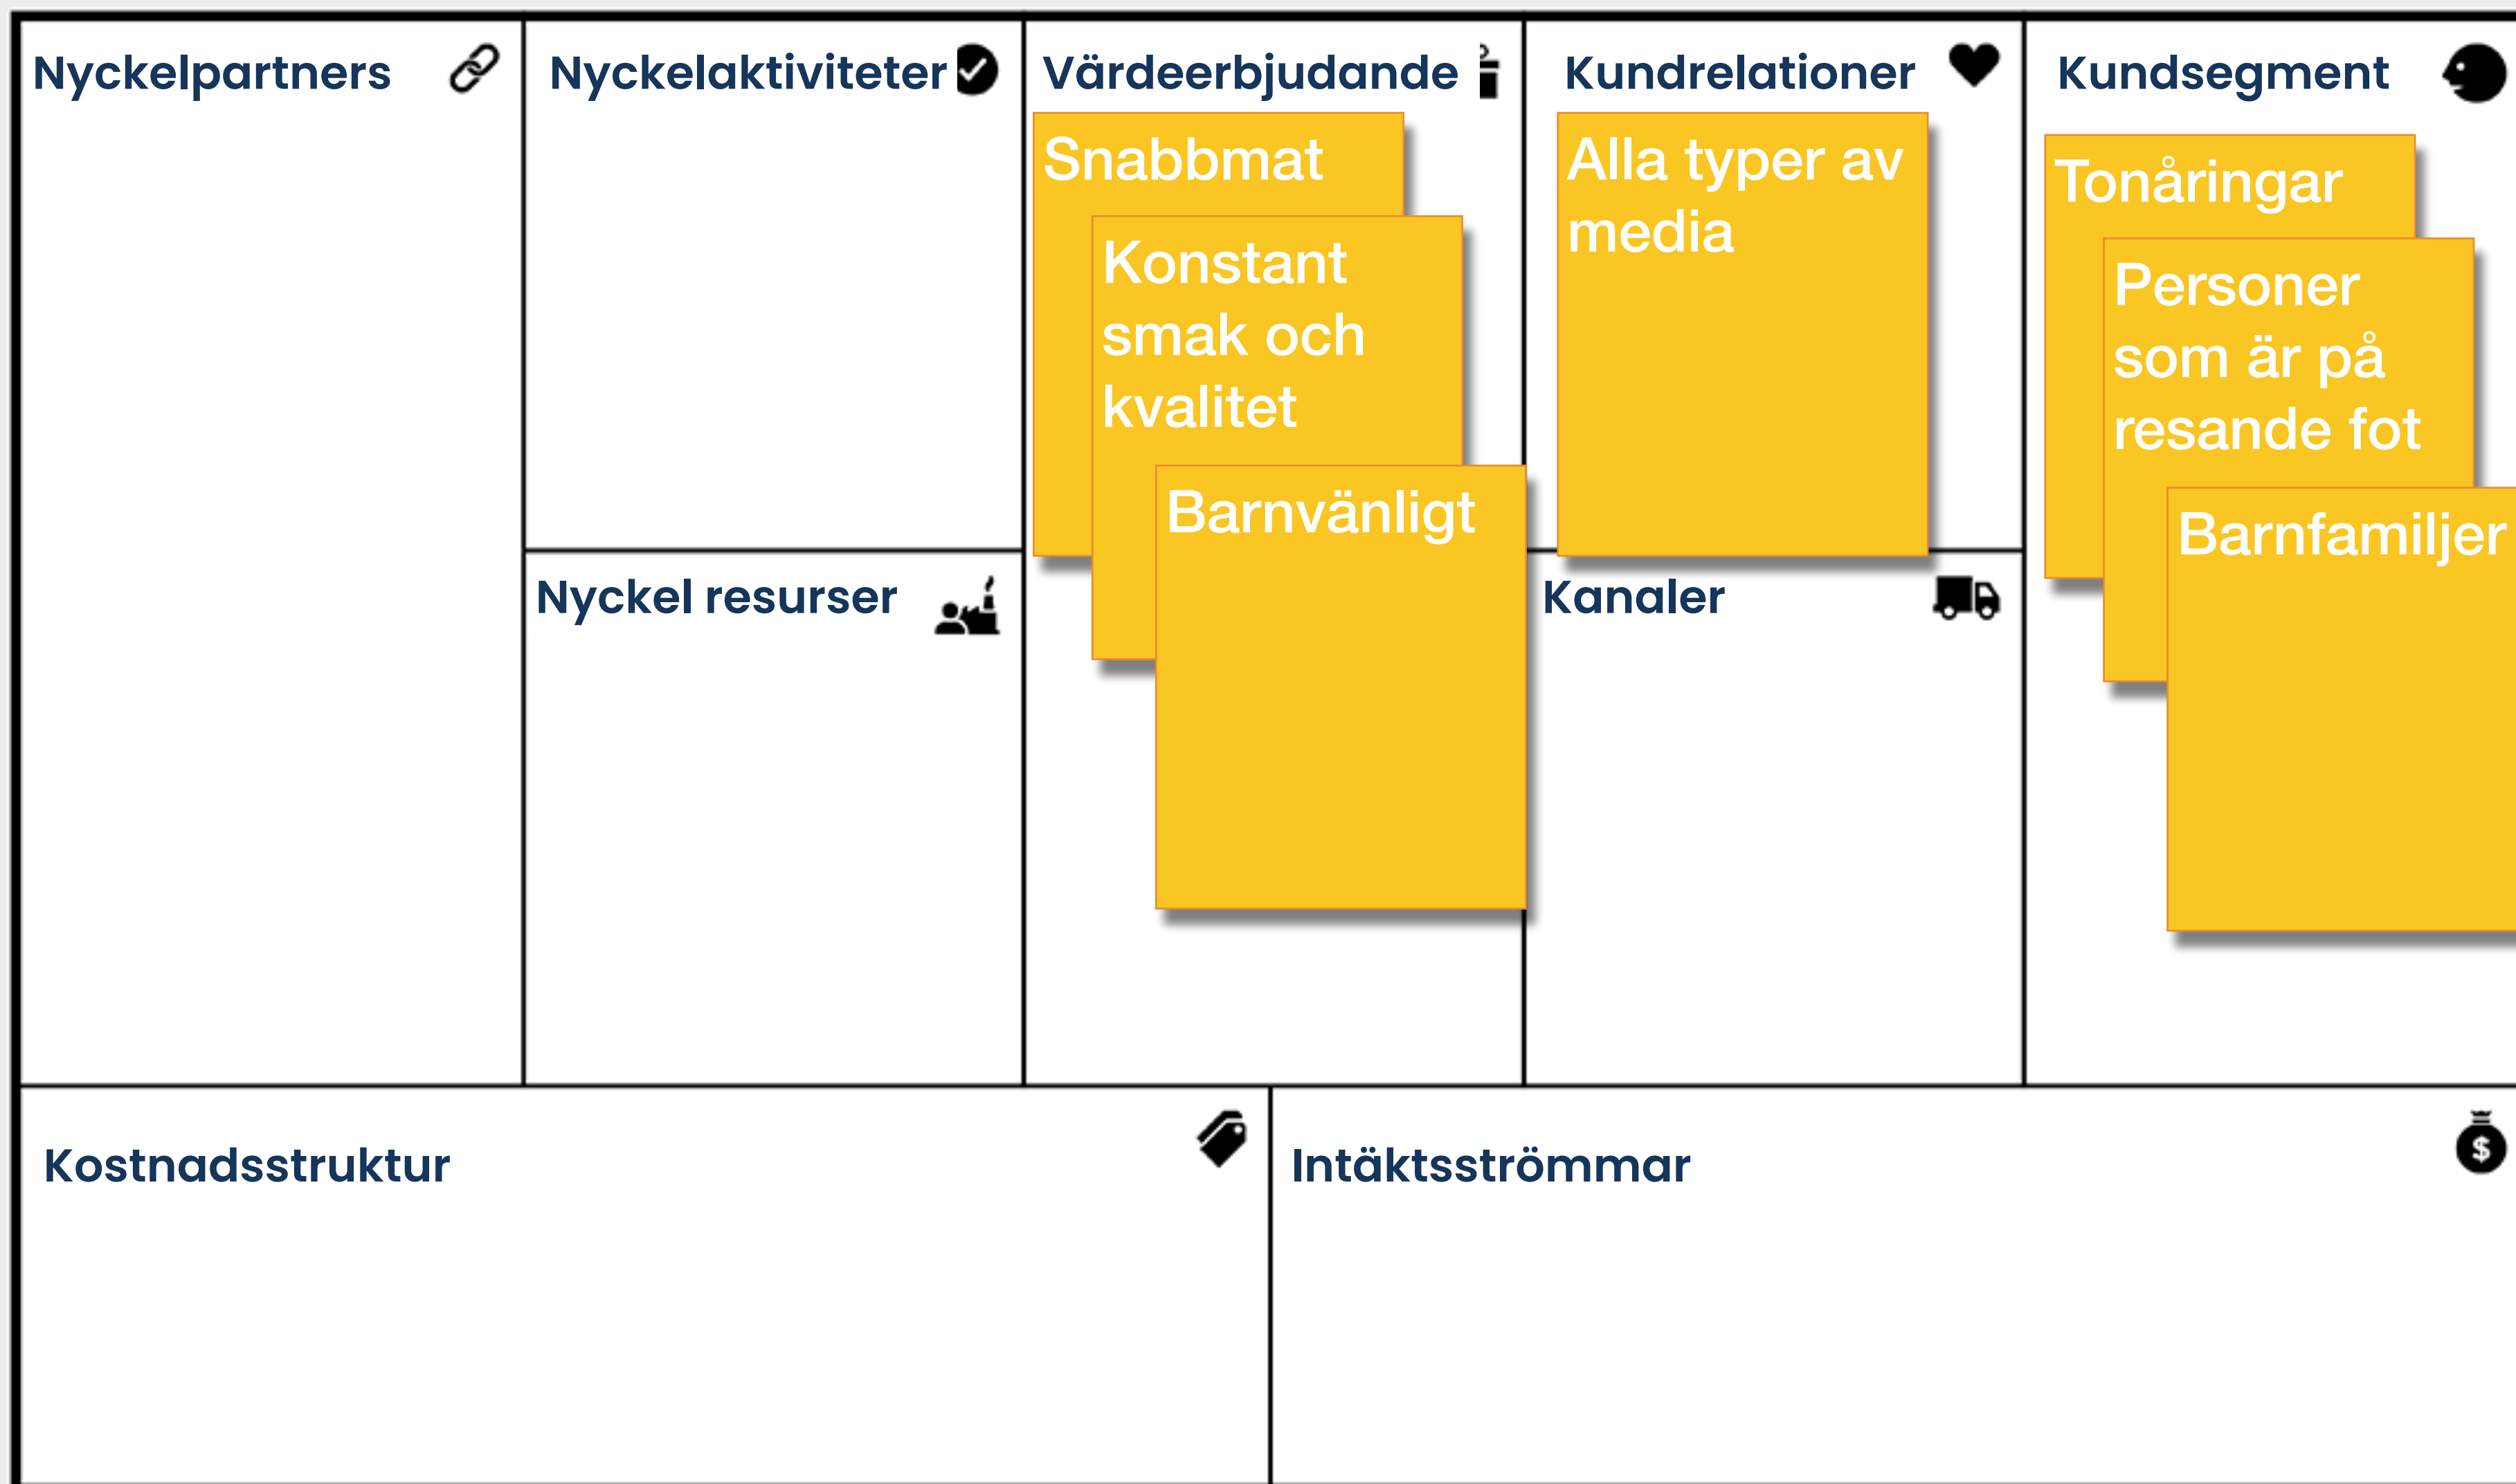 Nyckelpartners
Nyckelaktiviteter
Värdeerbjudande
Snabbmat
Konstant
smak och
kvalitet
Barnvänligt
Kundrelationer
Alla typer av
media
Kundsegment
Tonåringar
Personer
som är på
resande fot
Barnfamiljer
Nyckel resurser
Kanaler
Kostnadsstruktur
Intäktsströmmar
$